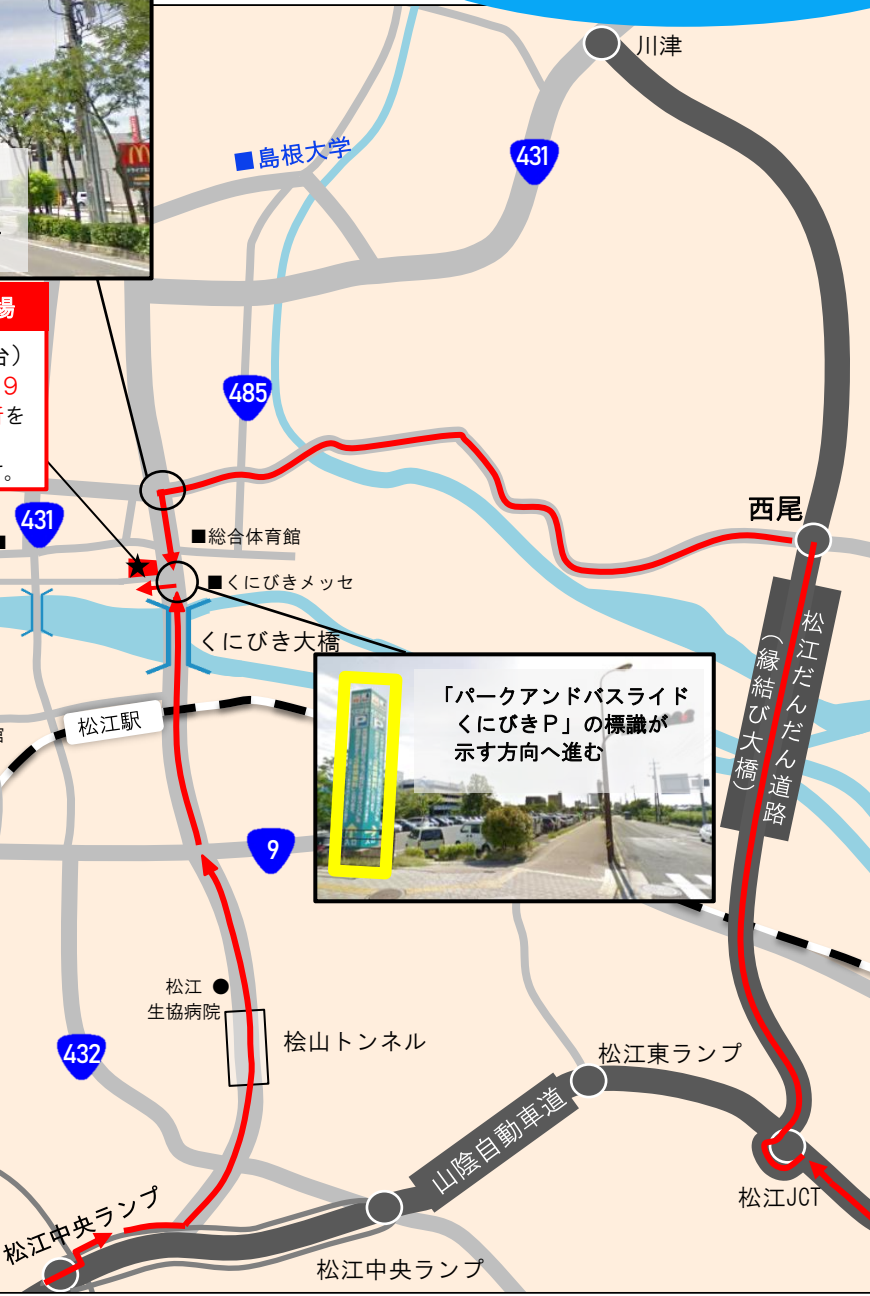 川津
■島根大学
431
場
台）
９
を
。
485
431
西尾
■総合体育館
■くにびきメッセ
くにびき大橋
松江駅
館
「パークアンドバスライド
くにびきＰ」の標識が
示す方向へ進む
松江だんだん道路
（縁結び大橋）
9
松江
生協病院
桧山トンネル
432
松江東ランプ
山陰自動車道
松江JCT
松江中央ランプ
松江中央ランプ